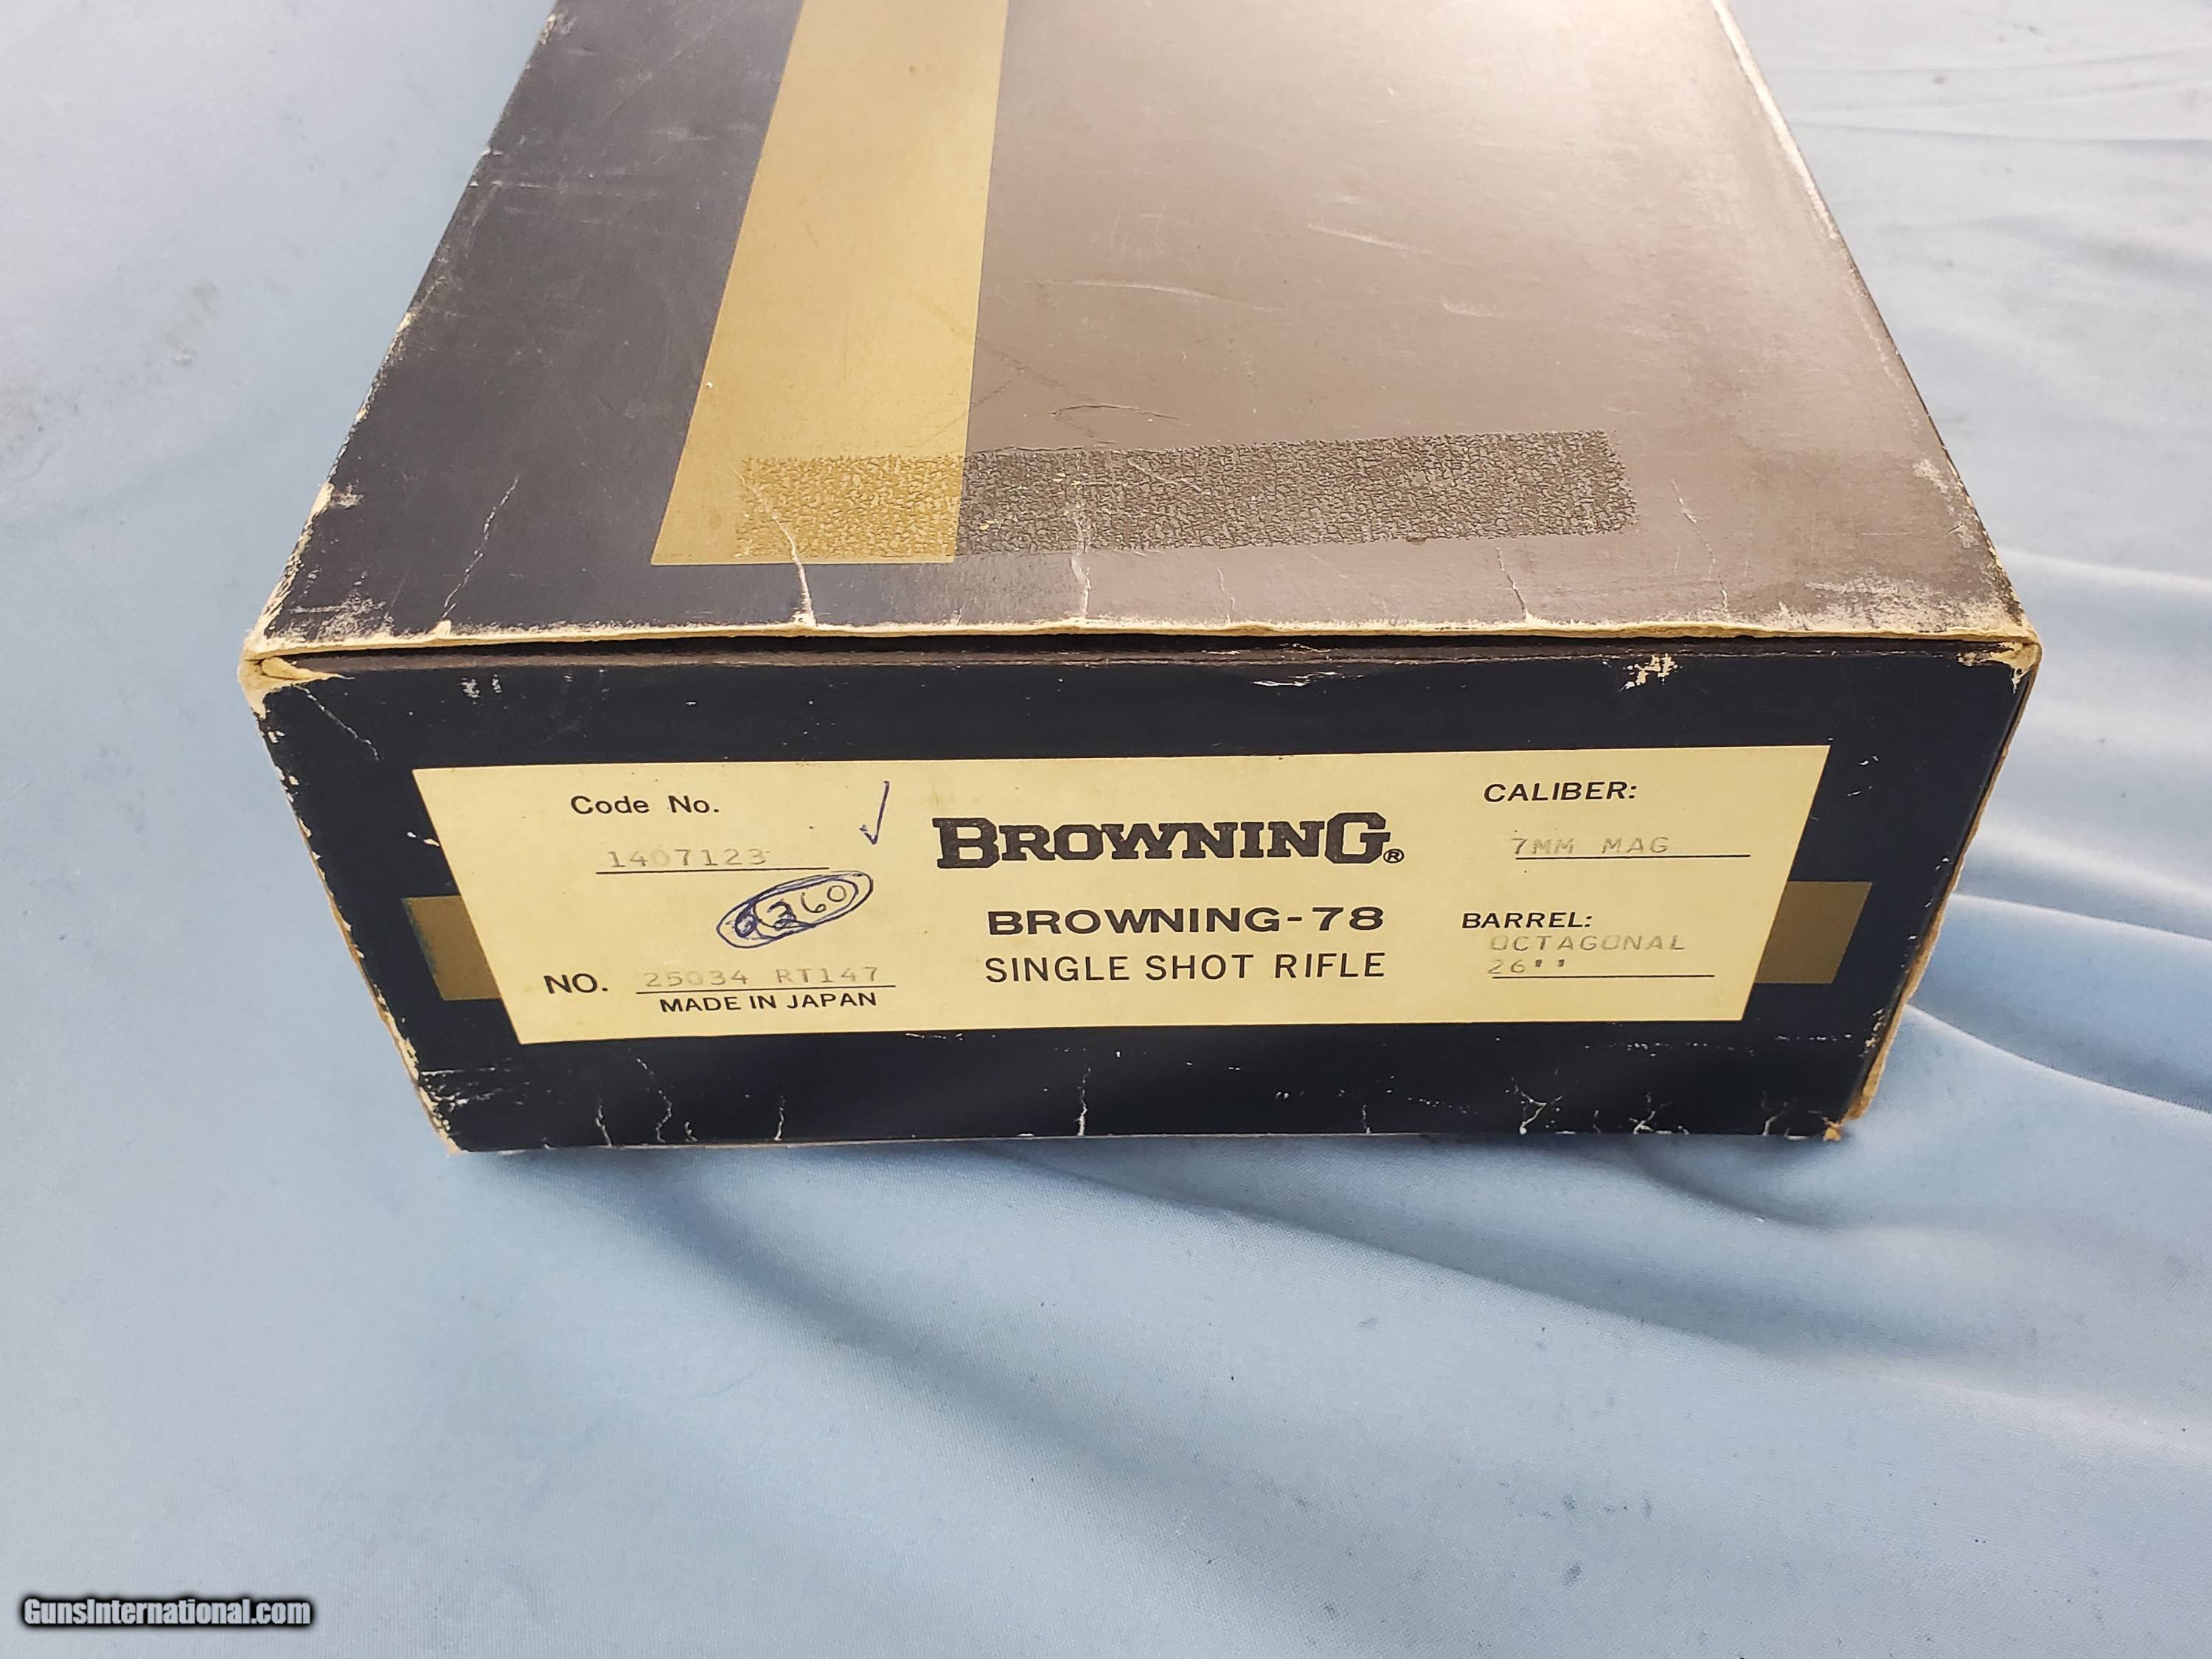 Code No.
1407123
6260
NO. 25034 RT147
MADE IN JAPAN
BROWNING®
BROWNING-78
SINGLE SHOT RIFLE
CALIBER:
7MM MAG
BARREL:
OCTAGONAL
26"
GunsInternational.com